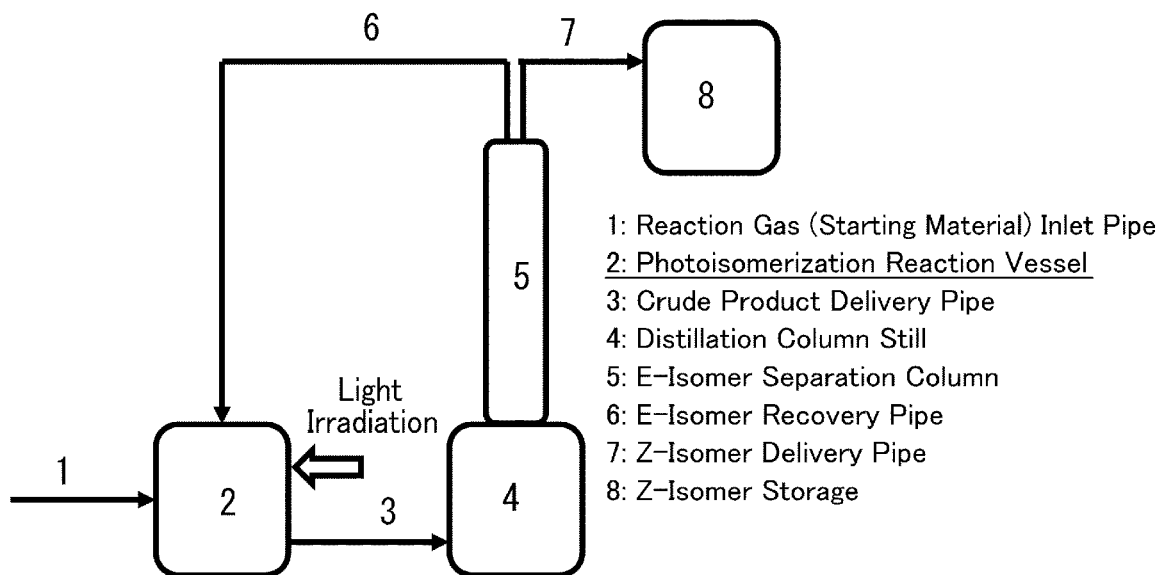 6
7
8
1: Reaction Gas (Starting Material) Inlet Pipe
2: Photoisomerization Reaction Vessel
3: Crude Product Delivery Pipe
4: Distillation Column Still
5: E-Isomer Separation Column
6: E-Isomer Recovery Pipe
7: Z-Isomer Delivery Pipe
8: Z-Isomer Storage
5
Light
Irradiation
1
2
3
4